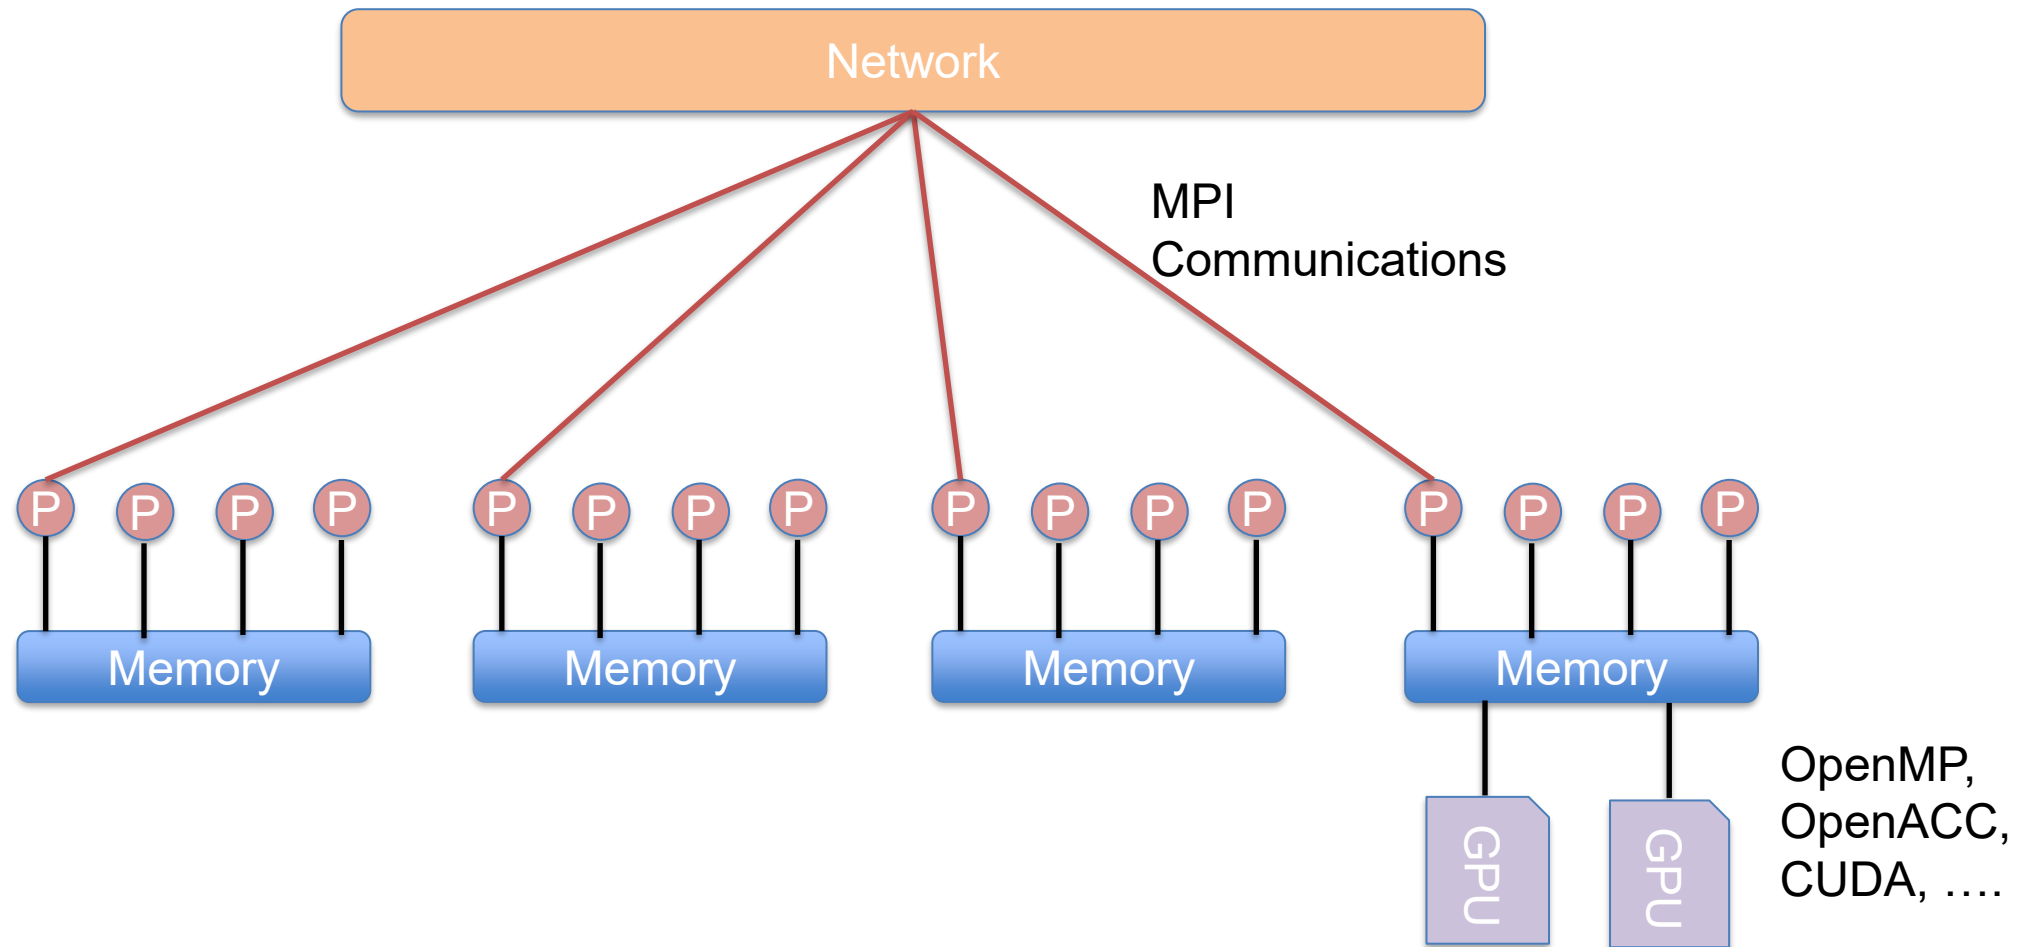 Network
MPI
Communications
P P P P P P P P P P P P P P P P
Memory Memory Memory Memory
OpenMP,
OpenACC,
CUDA, ….
GPU GPU